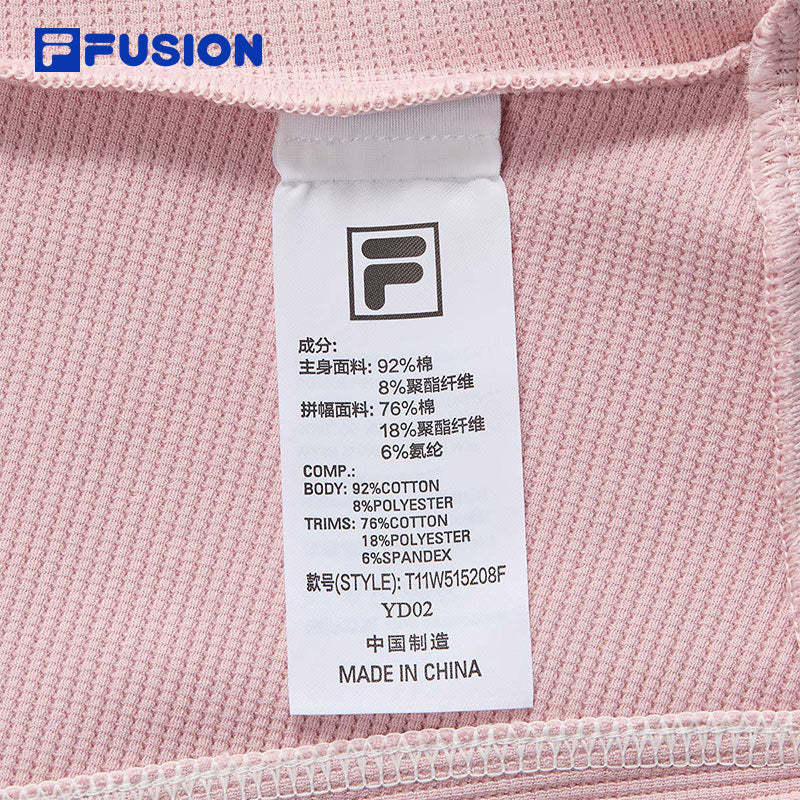 FUSION
成分:
主身面料: 92%棉
8%聚酯纤维
拼幅面料: 76%棉
18%聚酯纤维
6%氨纶
COMP.:
BODY: 92%COTTON
8%POLYESTER
TRIMS: 76%COTTON
18%POLYESTER
6%SPANDEX
款号(STYLE): T11W515208F
YD02
中国制造
MADE IN CHINA